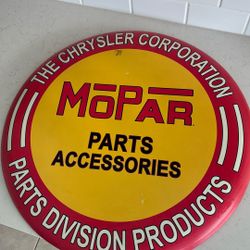 THE CHRYSLER CORPORATION
MOPAR
PARTS
ACCESSORIES
PARTS DIVISION PRODUCTS